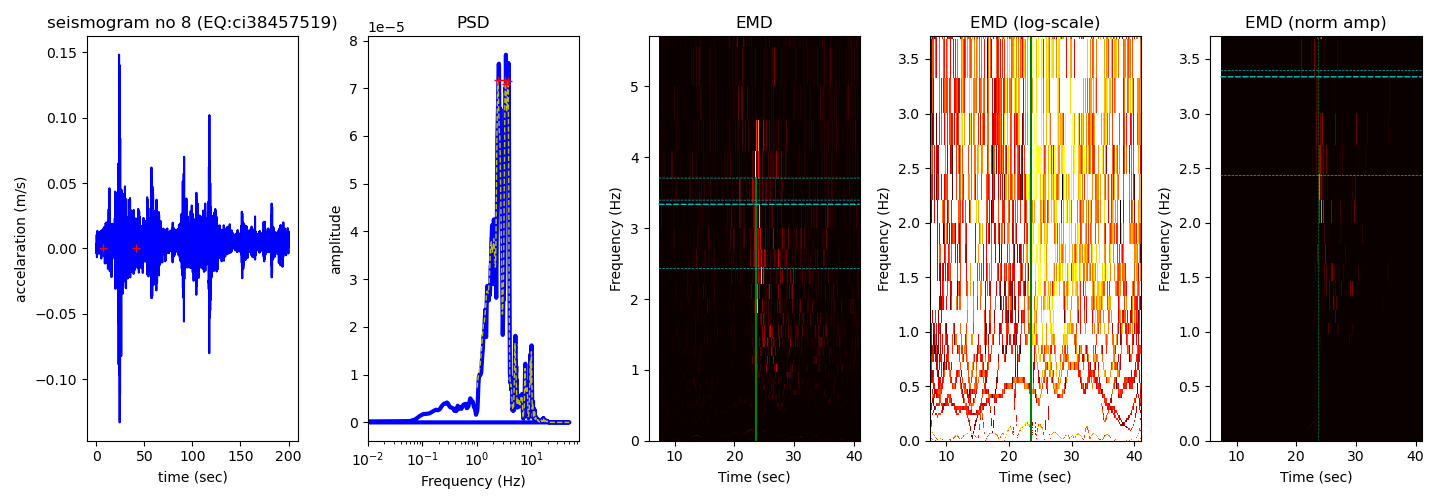 seismogram no 8 (EQ:ci38457519)
0.15
0.10
0.05
0.00
−0.05
−0.10
accelaration (m/s)
0 50 100 150 200
time (sec)
PSD
1e−5
8
7
6
5
4
3
2
1
0
amplitude
10−2 10−1 100 101
Frequency (Hz)
EMD
5
4
3
2
1
0
Frequency (Hz)
10 20 30 40
Time (sec)
EMD (log-scale)
3.5
3.0
2.5
2.0
1.5
1.0
0.5
0.0
Frequency (Hz)
10 20 30 40
Time (sec)
EMD (norm amp)
3.5
3.0
2.5
2.0
1.5
1.0
0.5
0.0
Frequency (Hz)
10 20 30 40
Time (sec)